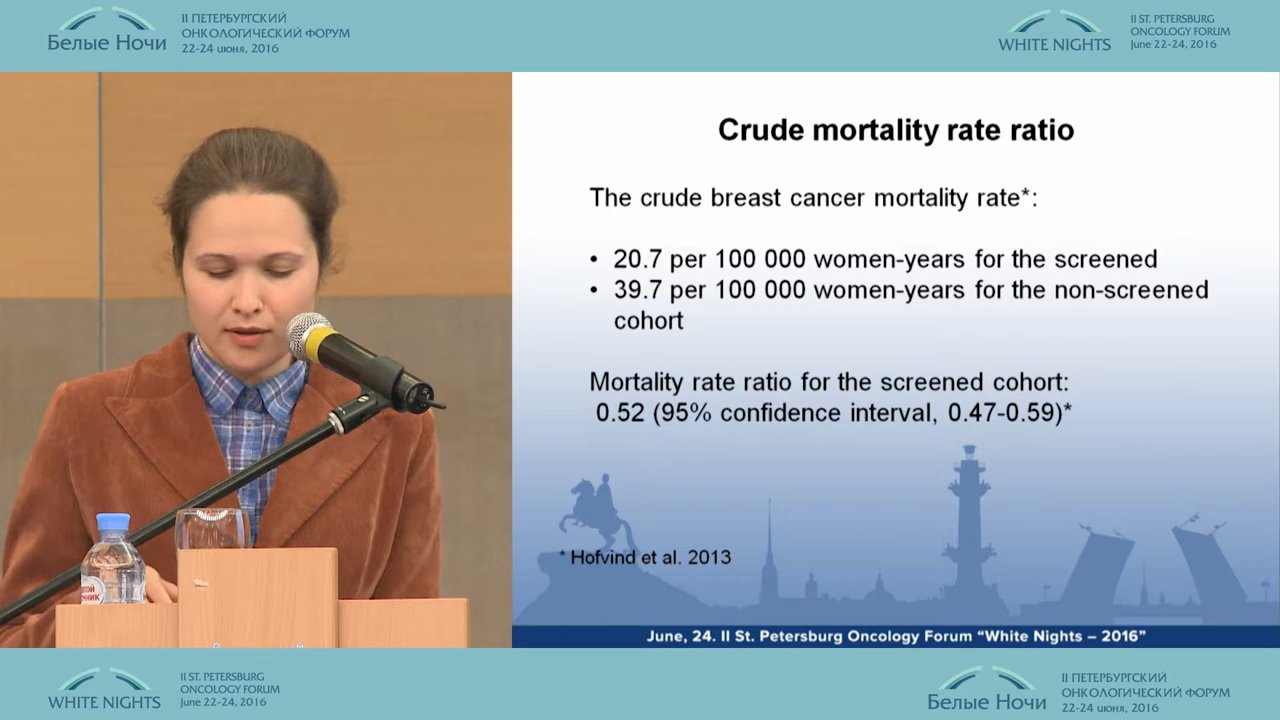 Белые Ночи
II ПЕТЕРБУРГСКИЙ
ОНКОЛОГИЧЕСКИЙ ФОРУМ
22-24 июня, 2016
WHITE NIGHTS
II ST. PETERSBURG
ONCOLOGY FORUM
June 22-24, 2016
Crude mortality rate ratio
The crude breast cancer mortality rate*:
• 20.7 per 100 000 women-years for the screened
• 39.7 per 100 000 women-years for the non-screened
cohort
Mortality rate ratio for the screened cohort:
0.52 (95% confidence interval, 0.47-0.59)*
* Hofvind et al. 2013
June, 24. II St. Petersburg Oncology Forum “White Nights – 2016”
WHITE NIGHTS
II ST. PETERSBURG
ONCOLOGY FORUM
June 22-24, 2016
Белые Ночи
II ПЕТЕРБУРГСКИЙ
ОНКОЛОГИЧЕСКИЙ ФОРУМ
22-24 июня, 2016